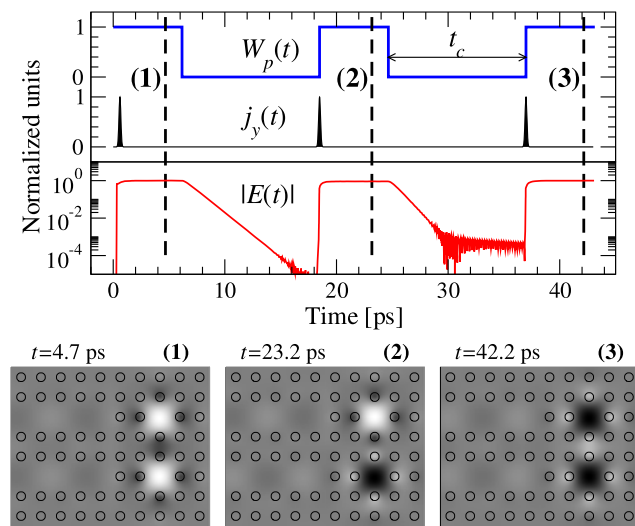 1
W_p(t)
t_c
0
(1)
(2)
(3)
1
j_y(t)
0
Normalized units
10^0
|E(t)|
10^-2
10^-4
0
10
20
30
40
Time [ps]
t=4.7 ps (1)
t=23.2 ps (2)
t=42.2 ps (3)